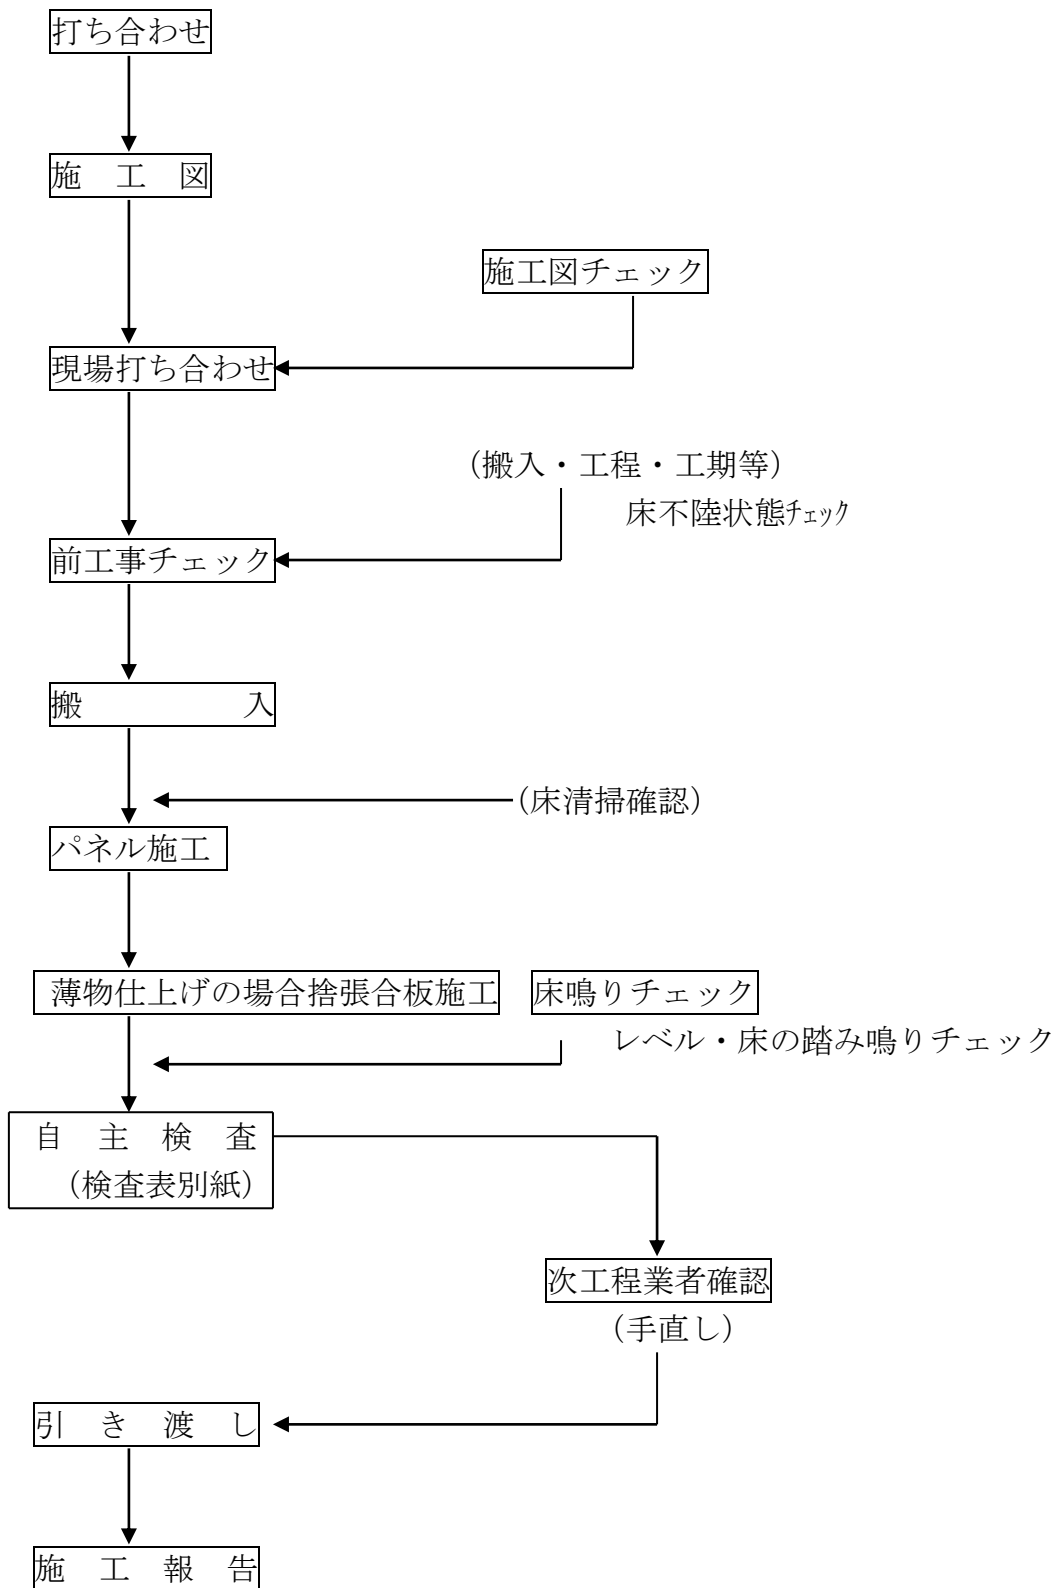 打ち合わせ
施　工　図
施工図チェック
現場打ち合わせ
（搬入・工程・工期等）
床不陸状態ﾁｪｯｸ
前工事チェック
搬　　　　　入
（床清掃確認）
パネル施工
薄物仕上げの場合捨張合板施工　床鳴りチェック
レベル・床の踏み鳴りチェック
自　主　検　査
（検査表別紙）
次工程業者確認
（手直し）
引　き　渡　し
施　工　報　告